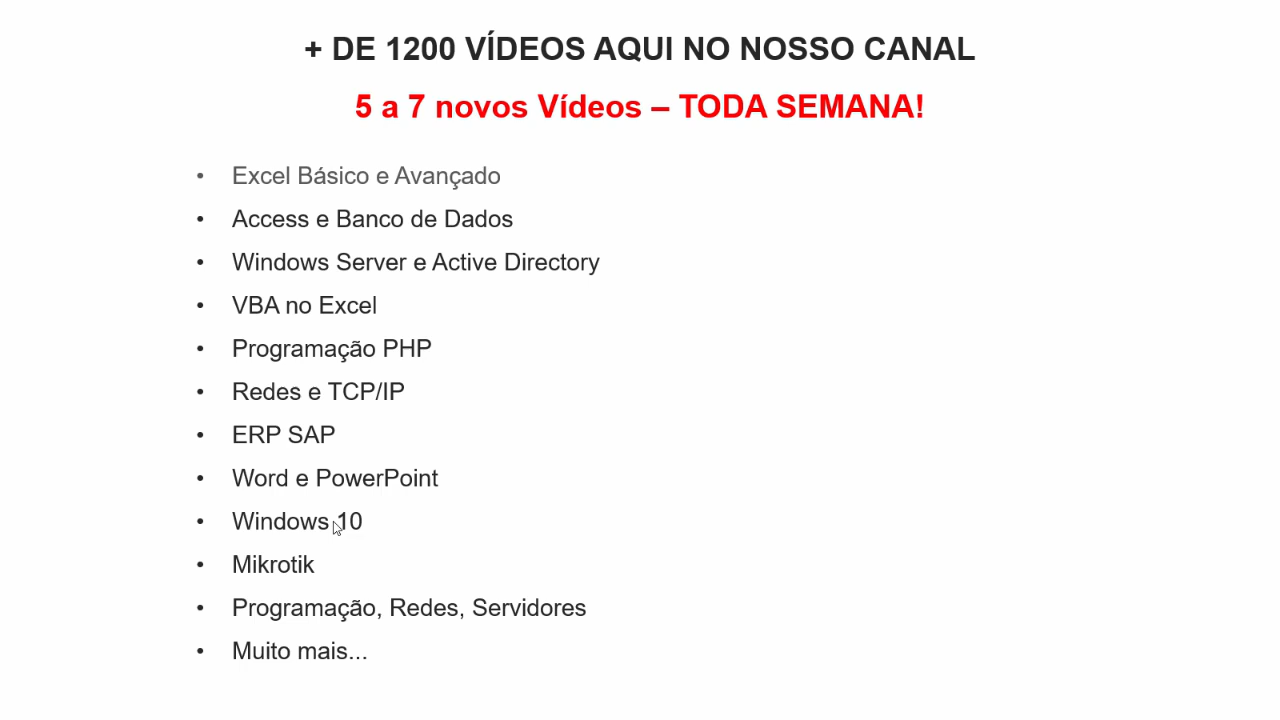 + DE 1200 VÍDEOS AQUI NO NOSSO CANAL
5 a 7 novos Vídeos – TODA SEMANA!
• Excel Básico e Avançado
• Access e Banco de Dados
• Windows Server e Active Directory
• VBA no Excel
• Programação PHP
• Redes e TCP/IP
• ERP SAP
• Word e PowerPoint
• Windows 10
• Mikrotik
• Programação, Redes, Servidores
• Muito mais...